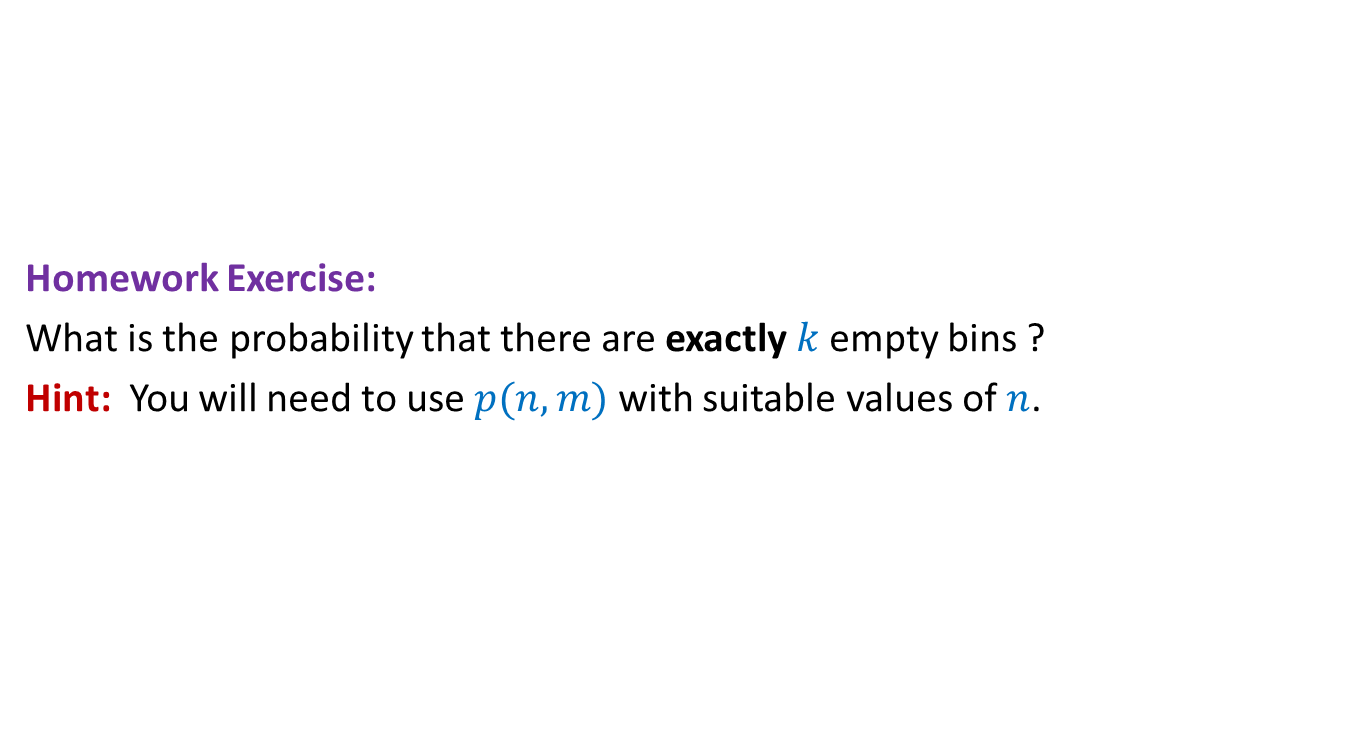 Homework Exercise:
What is the probability that there are exactly k empty bins ?
Hint: You will need to use p(n, m) with suitable values of n.